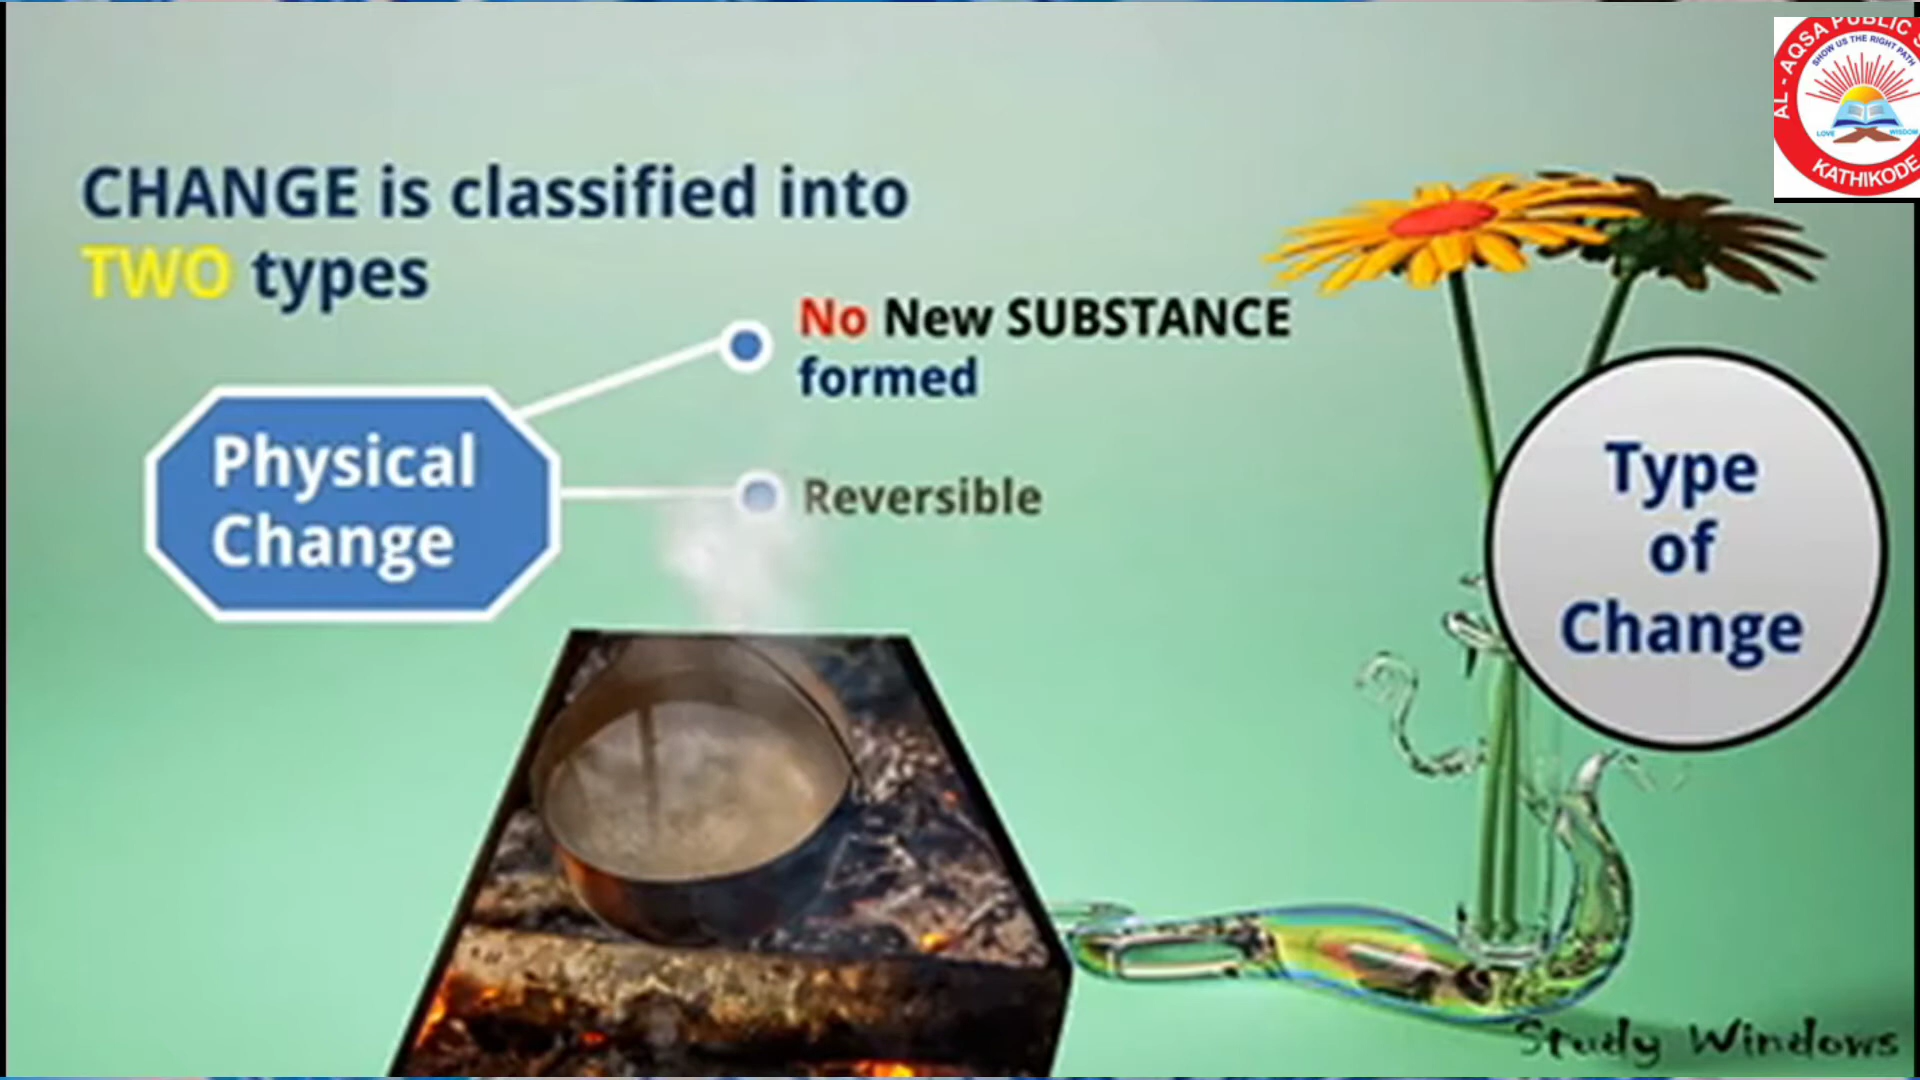 CHANGE is classified into
TWO types
No New SUBSTANCE
formed
Physical
Change
Reversible
Type
of
Change
AL - AQSA PUBLIC
SHOW US THE RIGHT PATH
LOVE
WISDOM
KATHIKODE
Study Windows